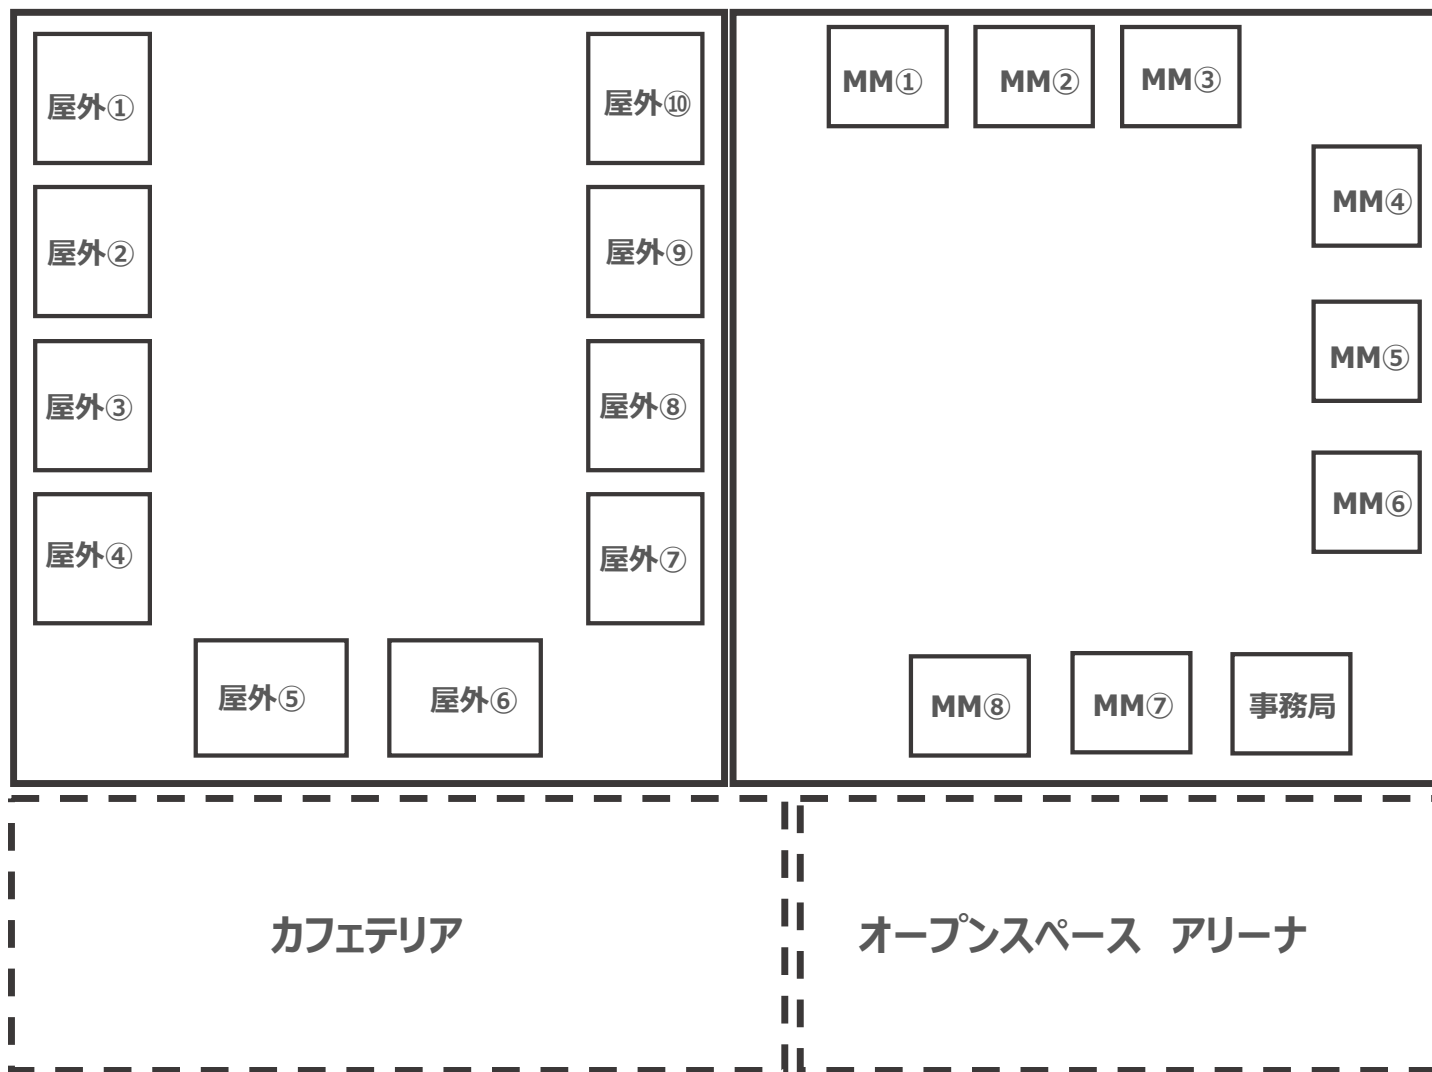 屋外①
屋外②
屋外③
屋外④
屋外⑤
屋外⑥
屋外⑦
屋外⑧
屋外⑨
屋外⑩
MM①
MM②
MM③
MM④
MM⑤
MM⑥
MM⑦
MM⑧
事務局
カフェテリア
オープンスペース　アリーナ